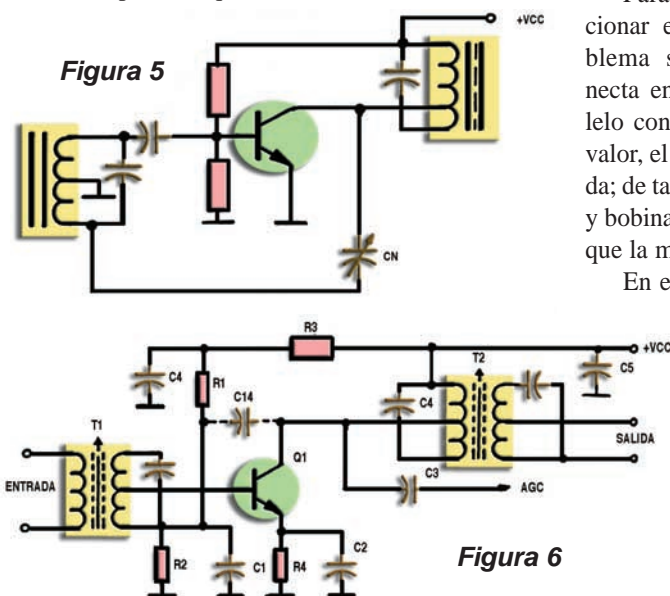 Para
cionar e
blema s
necta en
lelo con
valor, el
da; de ta
y bobina
que la m
En e
+VCC
Figura 5
CN
R3
+VCC
C4
R1
T2
C5
C14
C4
T1
Q1
SALIDA
ENTRADA
C3
AGC
R2
C1
R4
C2
Figura 6